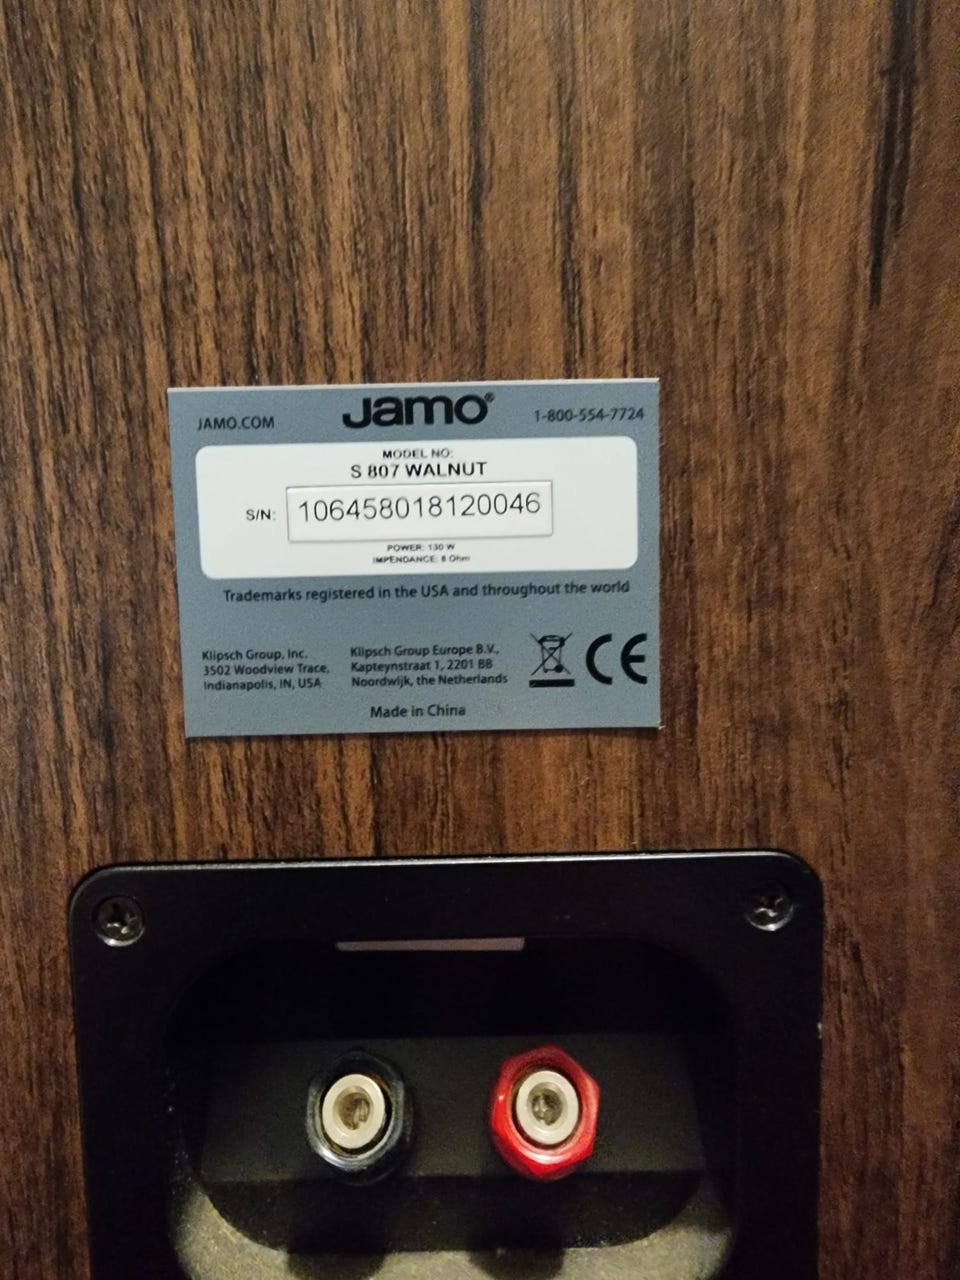 JAMO.COM Jamo® 1-800-554-7724
MODEL NO:
S 807 WALNUT
S/N: 106458018120046
POWER: 130 W
IMPENDANCE: 8 Ohm
Trademarks registered in the USA and throughout the world
Klipsch Group, Inc.
3502 Woodview Trace,
Indianapolis, IN, USA
Klipsch Group Europe B.V.,
Kapteynstraat 1, 2201 BB
Noordwijk, the Netherlands
CE
Made in China